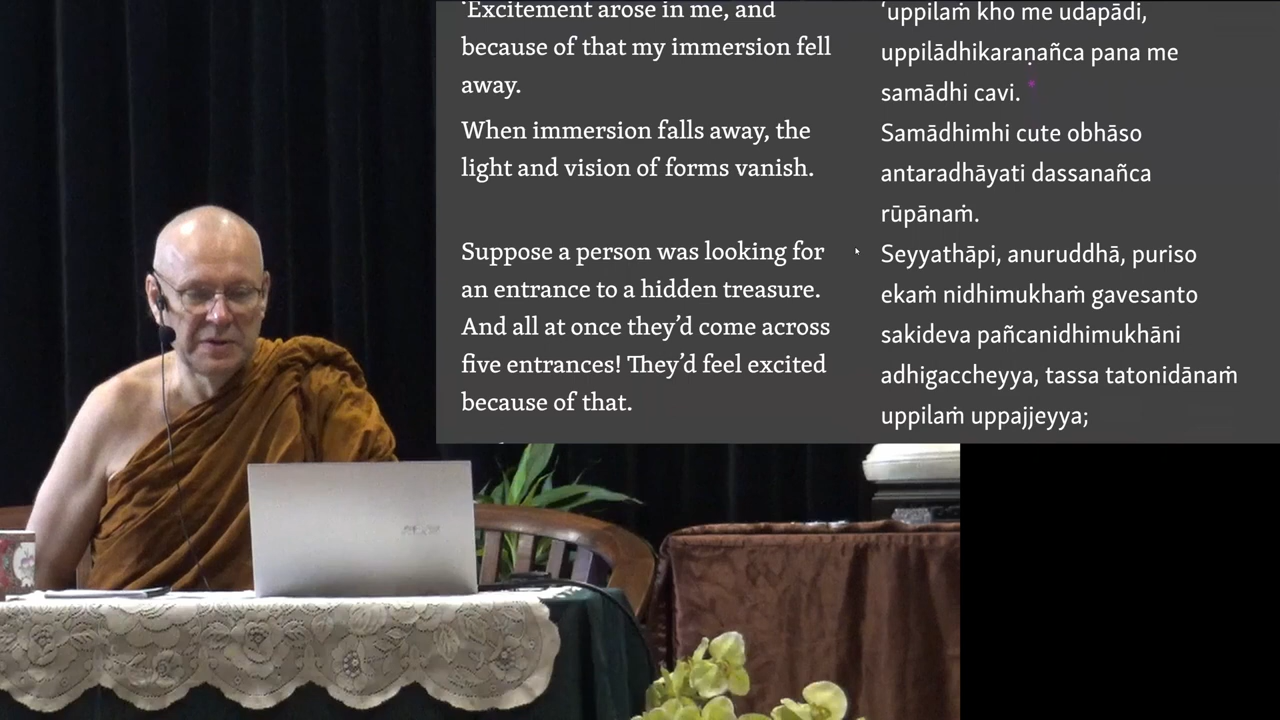 'Excitement arose in me, and
because of that my immersion fell
away.
When immersion falls away, the
light and vision of forms vanish.
Suppose a person was looking for
an entrance to a hidden treasure.
And all at once they’d come across
five entrances! They’d feel excited
because of that.
‘uppilaṁ kho me udapādi,
uppilādhikaraṇañca pana me
samādhi cavi.
Samādhimhi cute obhāso
antaradhāyati dassanañca
rūpānaṁ.
Seyyathāpi, anuruddhā, puriso
ekaṁ nidhimukhaṁ gavesanto
sakideva pañcanidhimukhāni
adhigaccheyya, tassa tatonidānaṁ
uppilaṁ uppajjeyya;